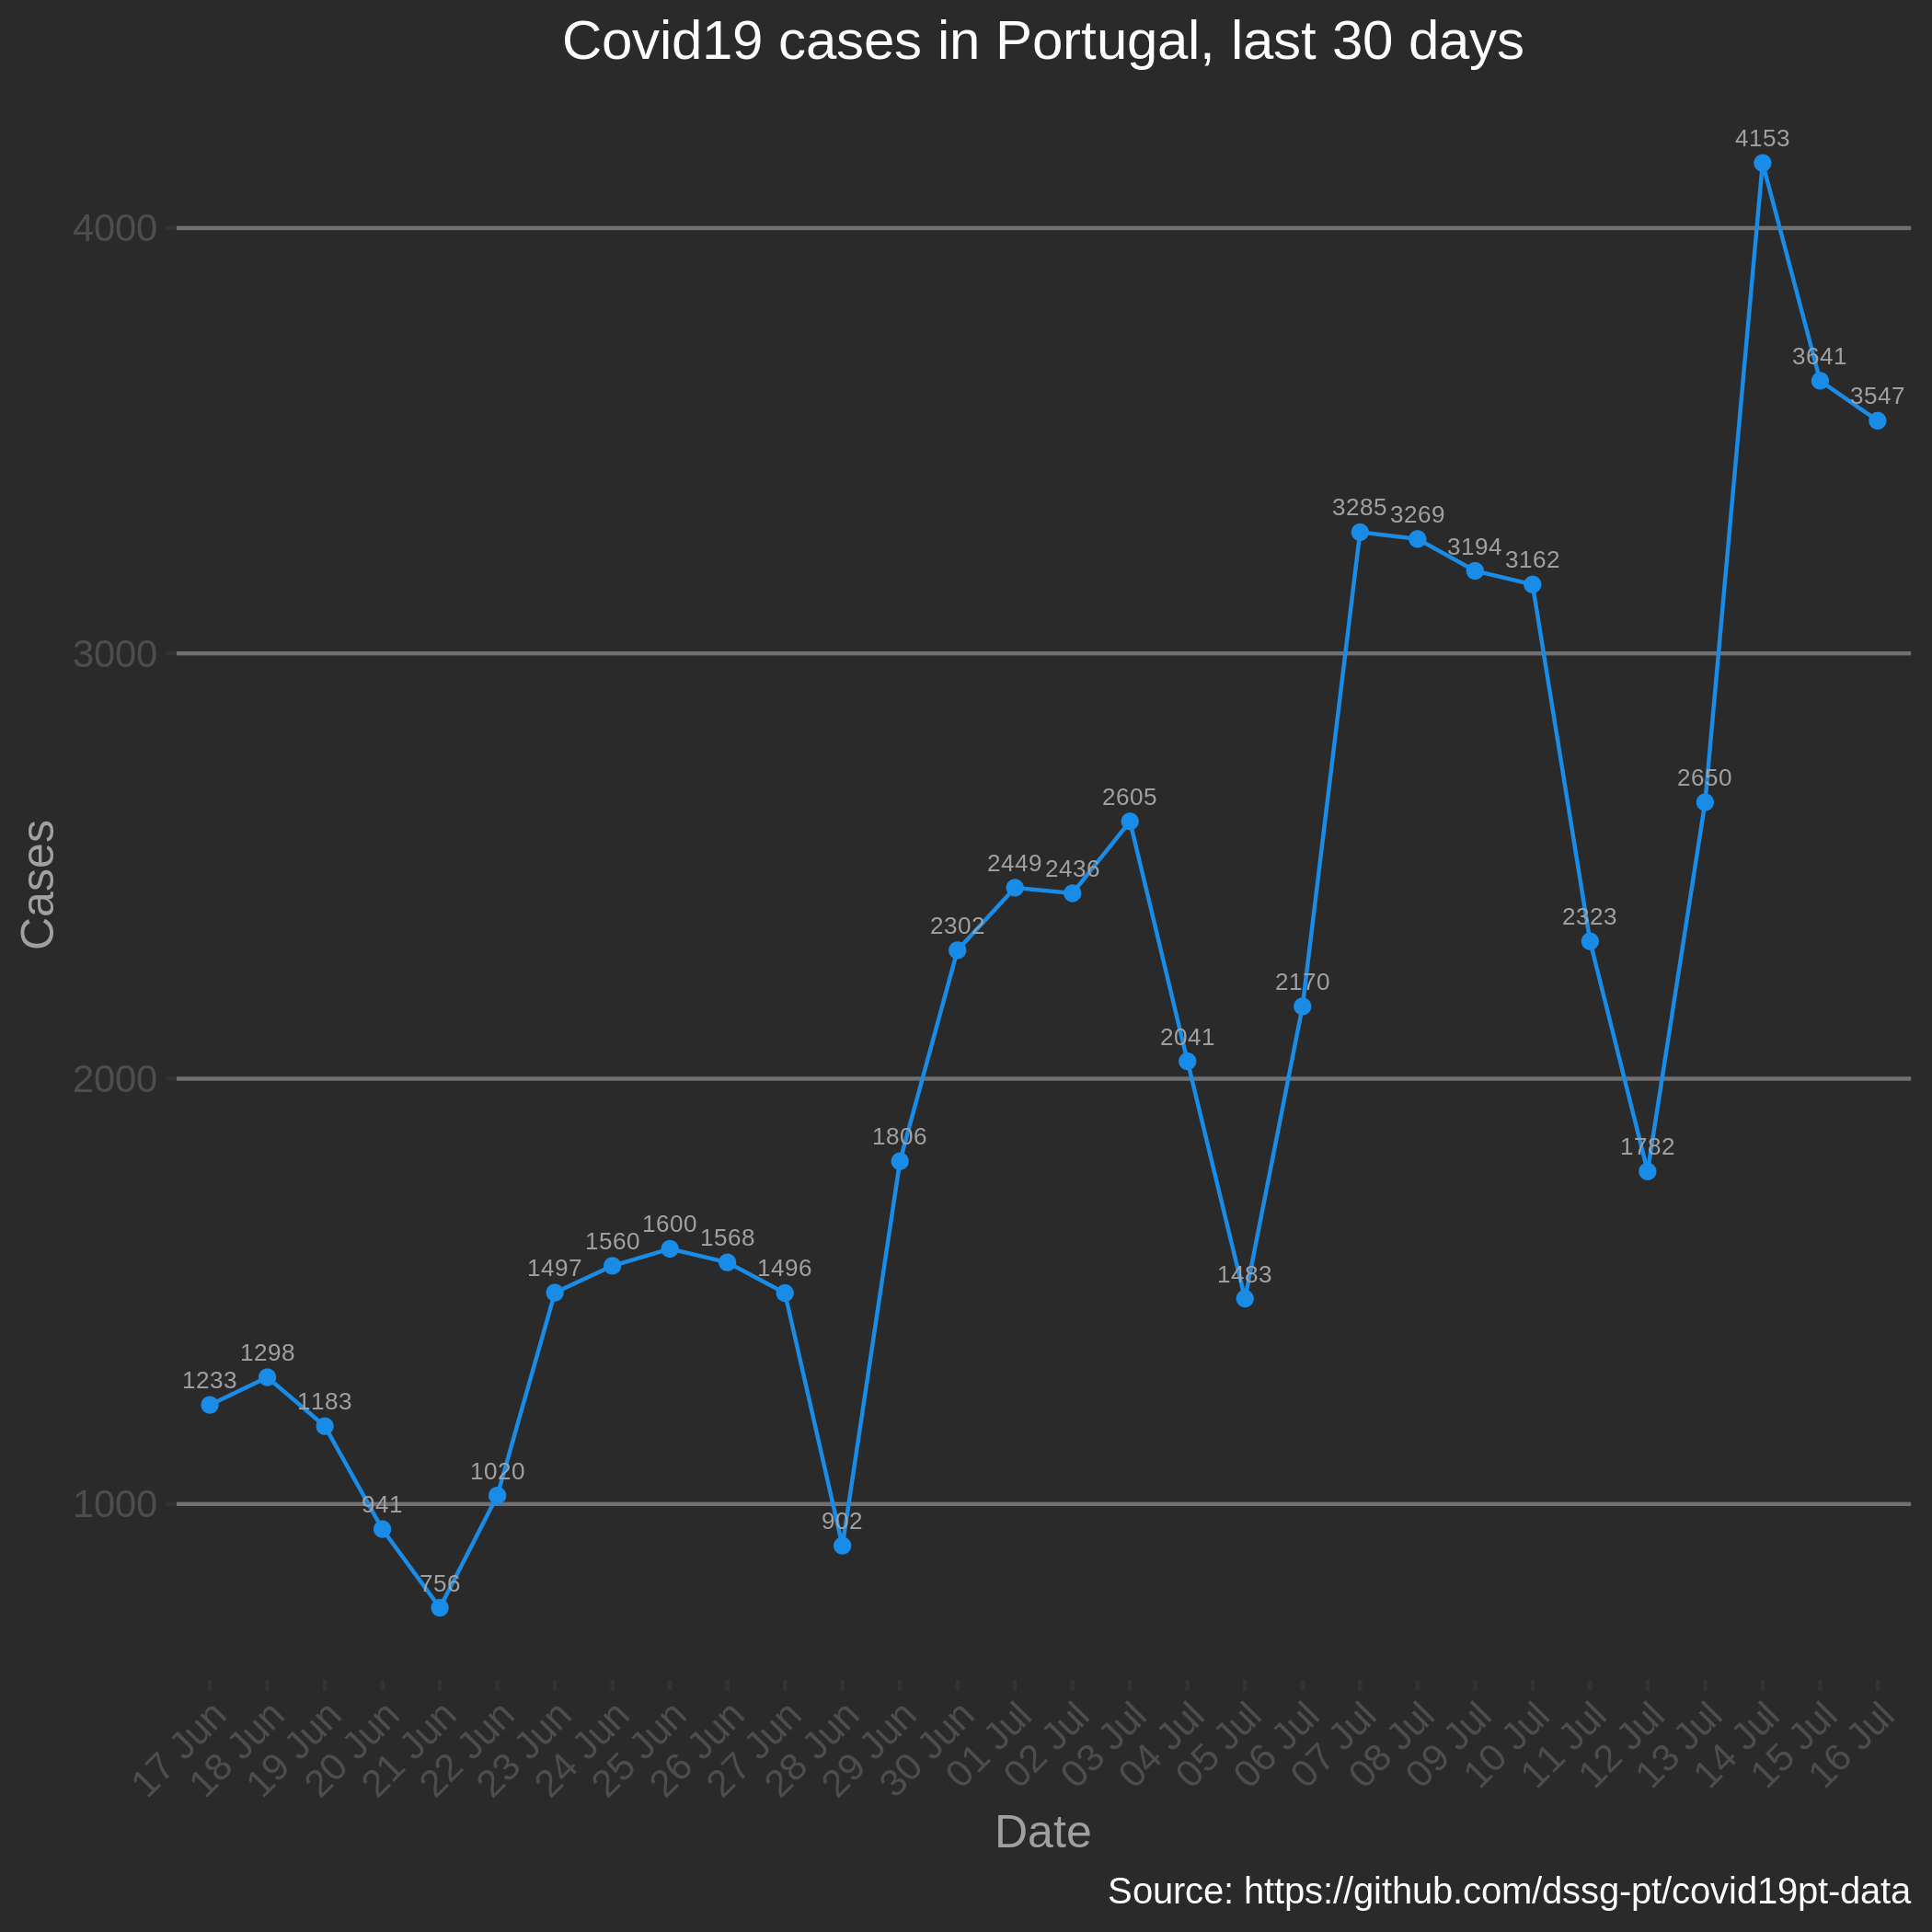 Covid19 cases in Portugal, last 30 days
4153
4000
3641
3547
3285 3269
3194 3162
3000
2650
2605
2449 2436
2323
2302
2170
2041
2000
1806
1782
1600
1568
1560
1497
1496
1483
1298
1233
1183
1020
1000
941
902
756
Cases
17 Jun
18 Jun
19 Jun
20 Jun
21 Jun
22 Jun
23 Jun
24 Jun
25 Jun
26 Jun
27 Jun
28 Jun
29 Jun
30 Jun
01 Jul
02 Jul
03 Jul
04 Jul
05 Jul
06 Jul
07 Jul
08 Jul
09 Jul
10 Jul
11 Jul
12 Jul
13 Jul
14 Jul
15 Jul
16 Jul
Date
Source: https://github.com/dssg-pt/covid19pt-data